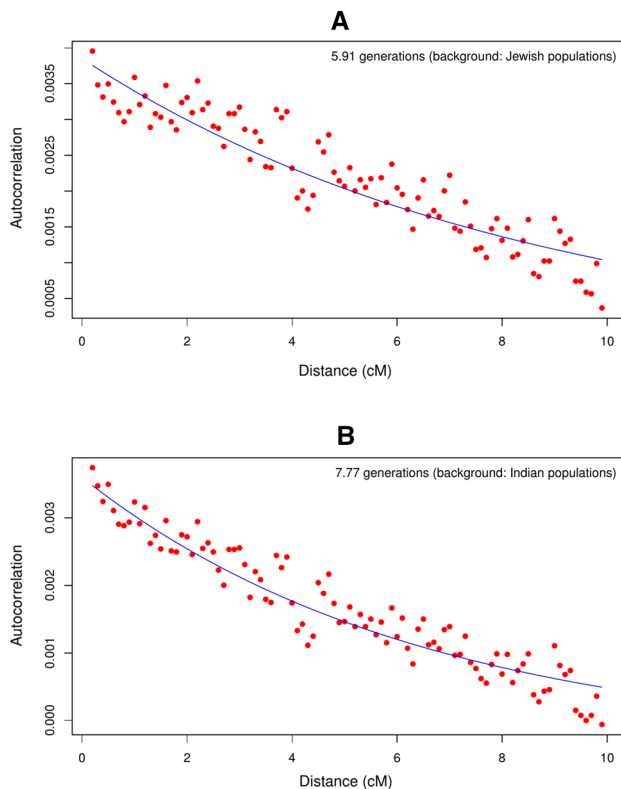 A
5.91 generations (background: Jewish populations)
0.0035
0.0025
0.0015
0.0005
Autocorrelation
0 2 4 6 8 10
Distance (cM)
B
7.77 generations (background: Indian populations)
0.003
0.002
0.001
0.000
Autocorrelation
0 2 4 6 8 10
Distance (cM)